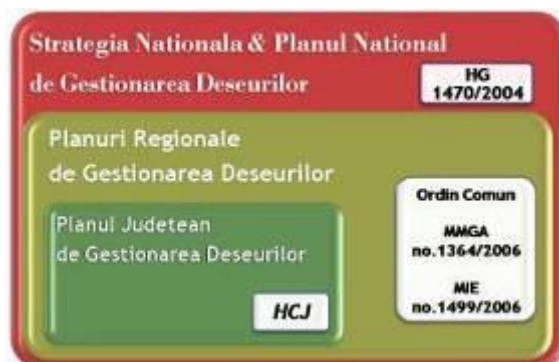 Strategia Nationala & Planul National
de Gestionarea Deseurilor
HG
1470/2004
Planuri Regionale
de Gestionarea Deseurilor
Ordin Comun
MMGA
no.1364/2006
MIE
no.1499/2006
Planul Judetean
de Gestionarea Deseurilor
HCJ